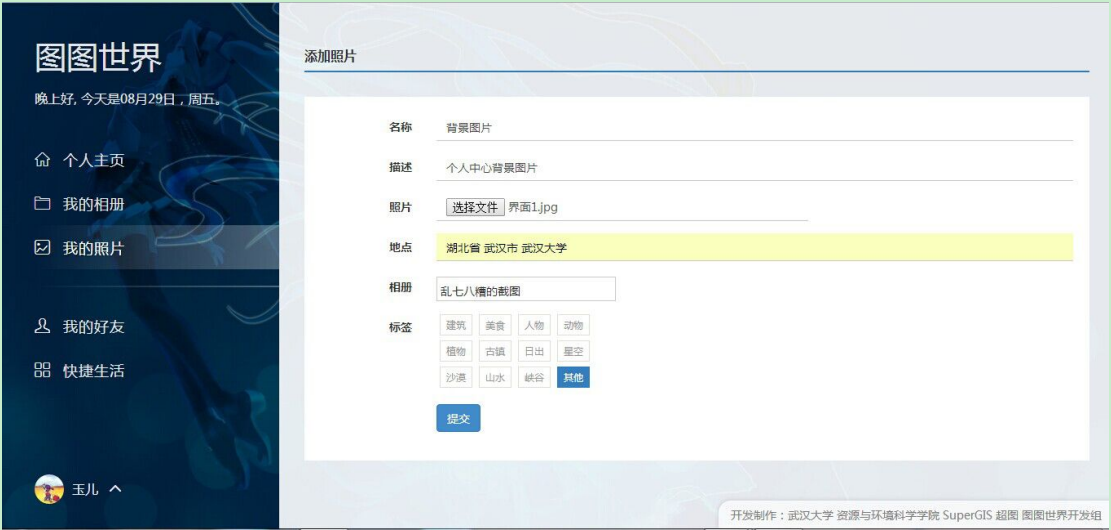 图图世界
晚上好, 今天是08月29日，周五。
个人主页
我的相册
我的照片
我的好友
快捷生活
玉儿
添加照片
名称 背景图片
描述 个人中心背景图片
照片 选择文件 界面1.jpg
地点 湖北省 武汉市 武汉大学
相册 乱七八糟的截图
标签 建筑 美食 人物 动物
植物 古镇 日出 星空
沙漠 山水 峡谷 其他
提交
开发制作：武汉大学 资源与环境科学学院 SuperGIS 超图 图图世界开发组